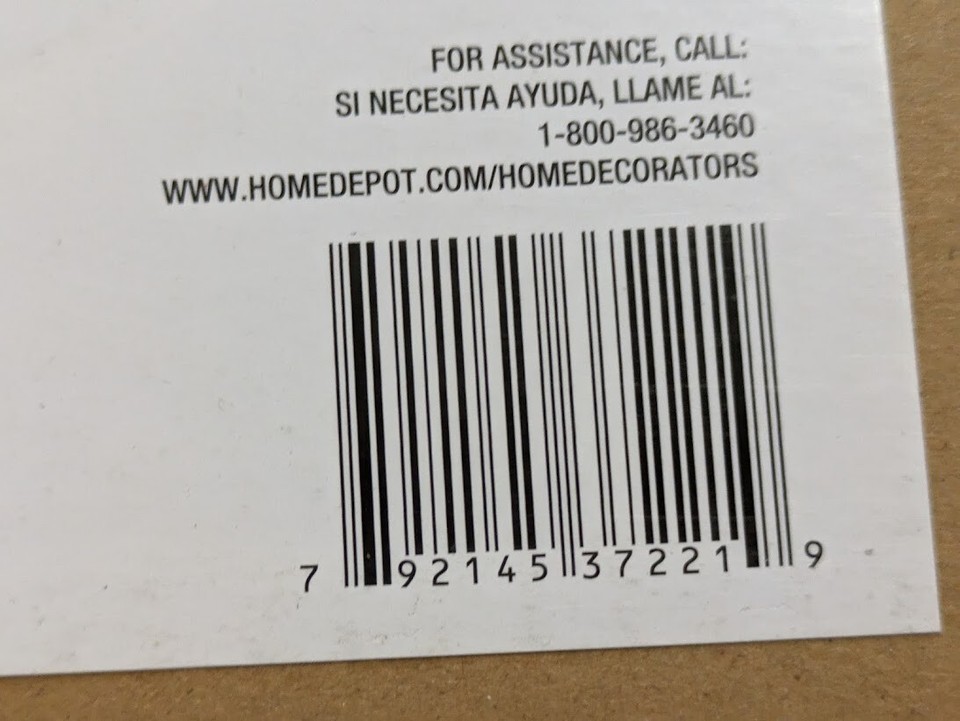 FOR ASSISTANCE, CALL:
SI NECESITA AYUDA, LLAME AL:
1-800-986-3460
WWW.HOMEDEPOT.COM/HOMEDECORATORS
7 92145 37221 9